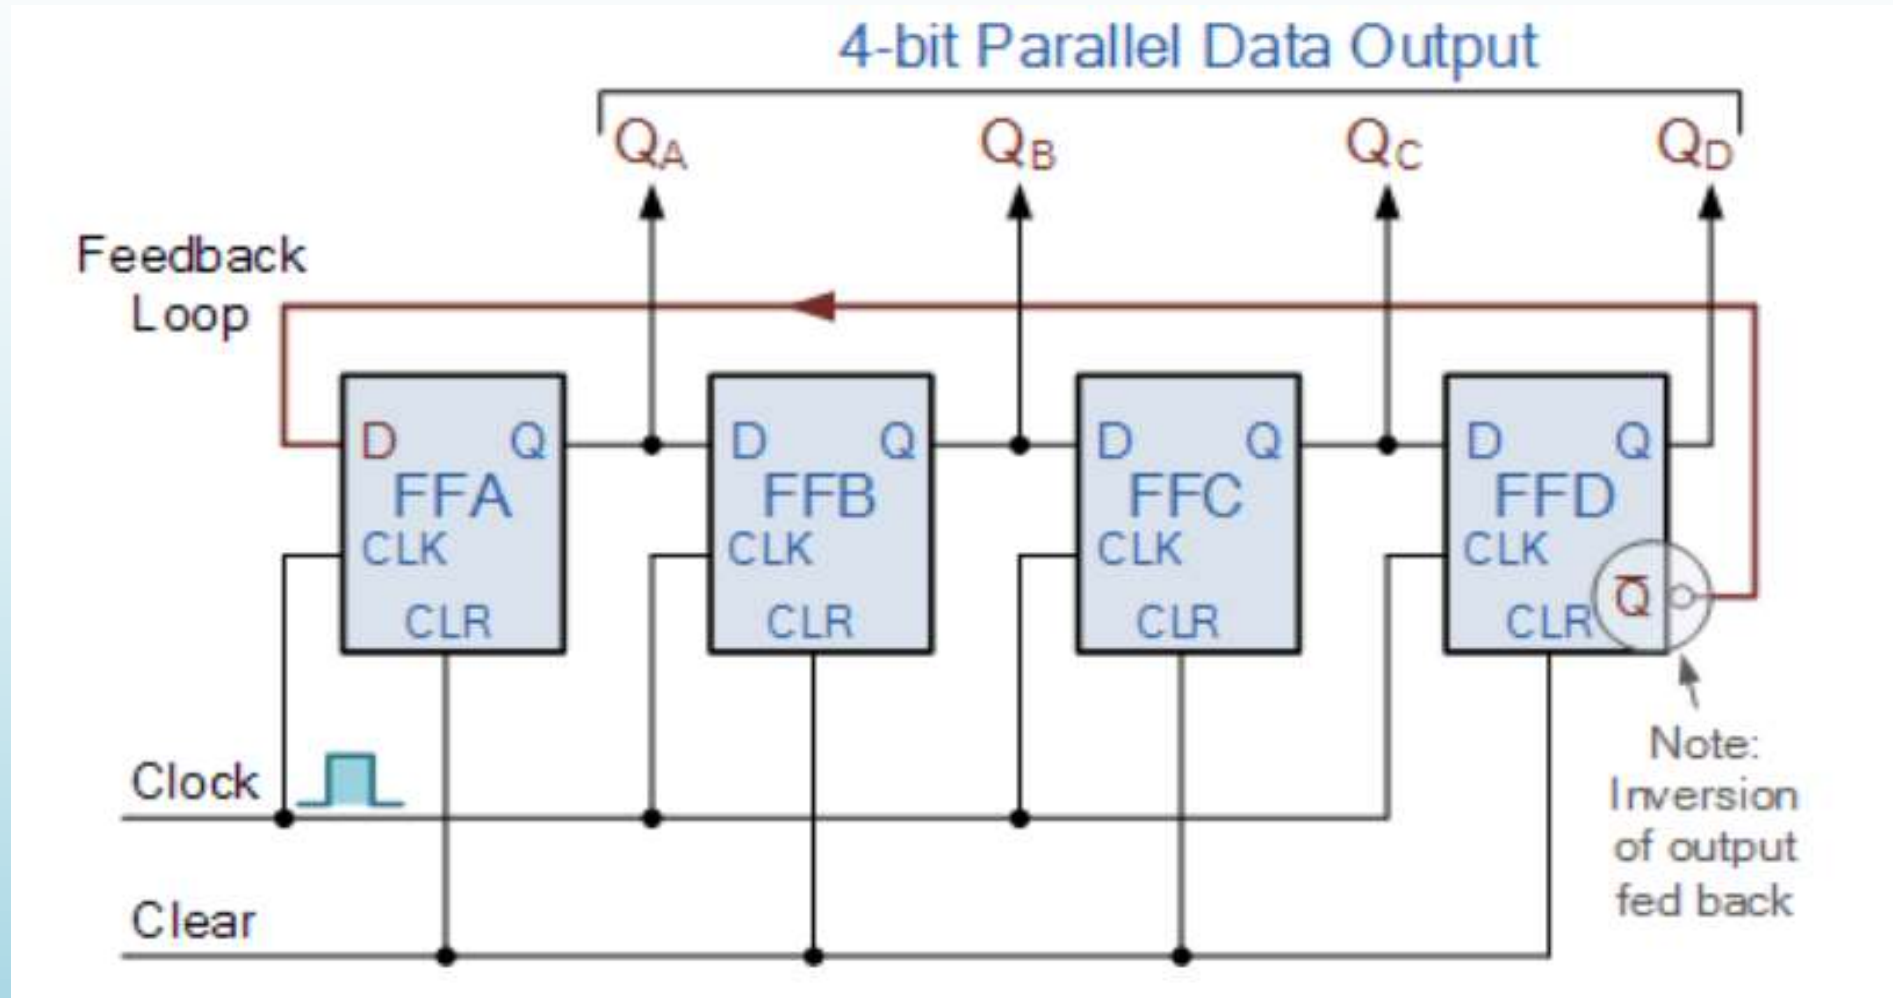 4-bit Parallel Data Output
QA QB QC QD
Feedback
Loop
D Q D Q D Q D Q
FFA FFB FFC FFD
CLK CLK CLK CLK
Q̅
CLR CLR CLR CLR
Note:
Clock
Inversion
of output
fed back
Clear